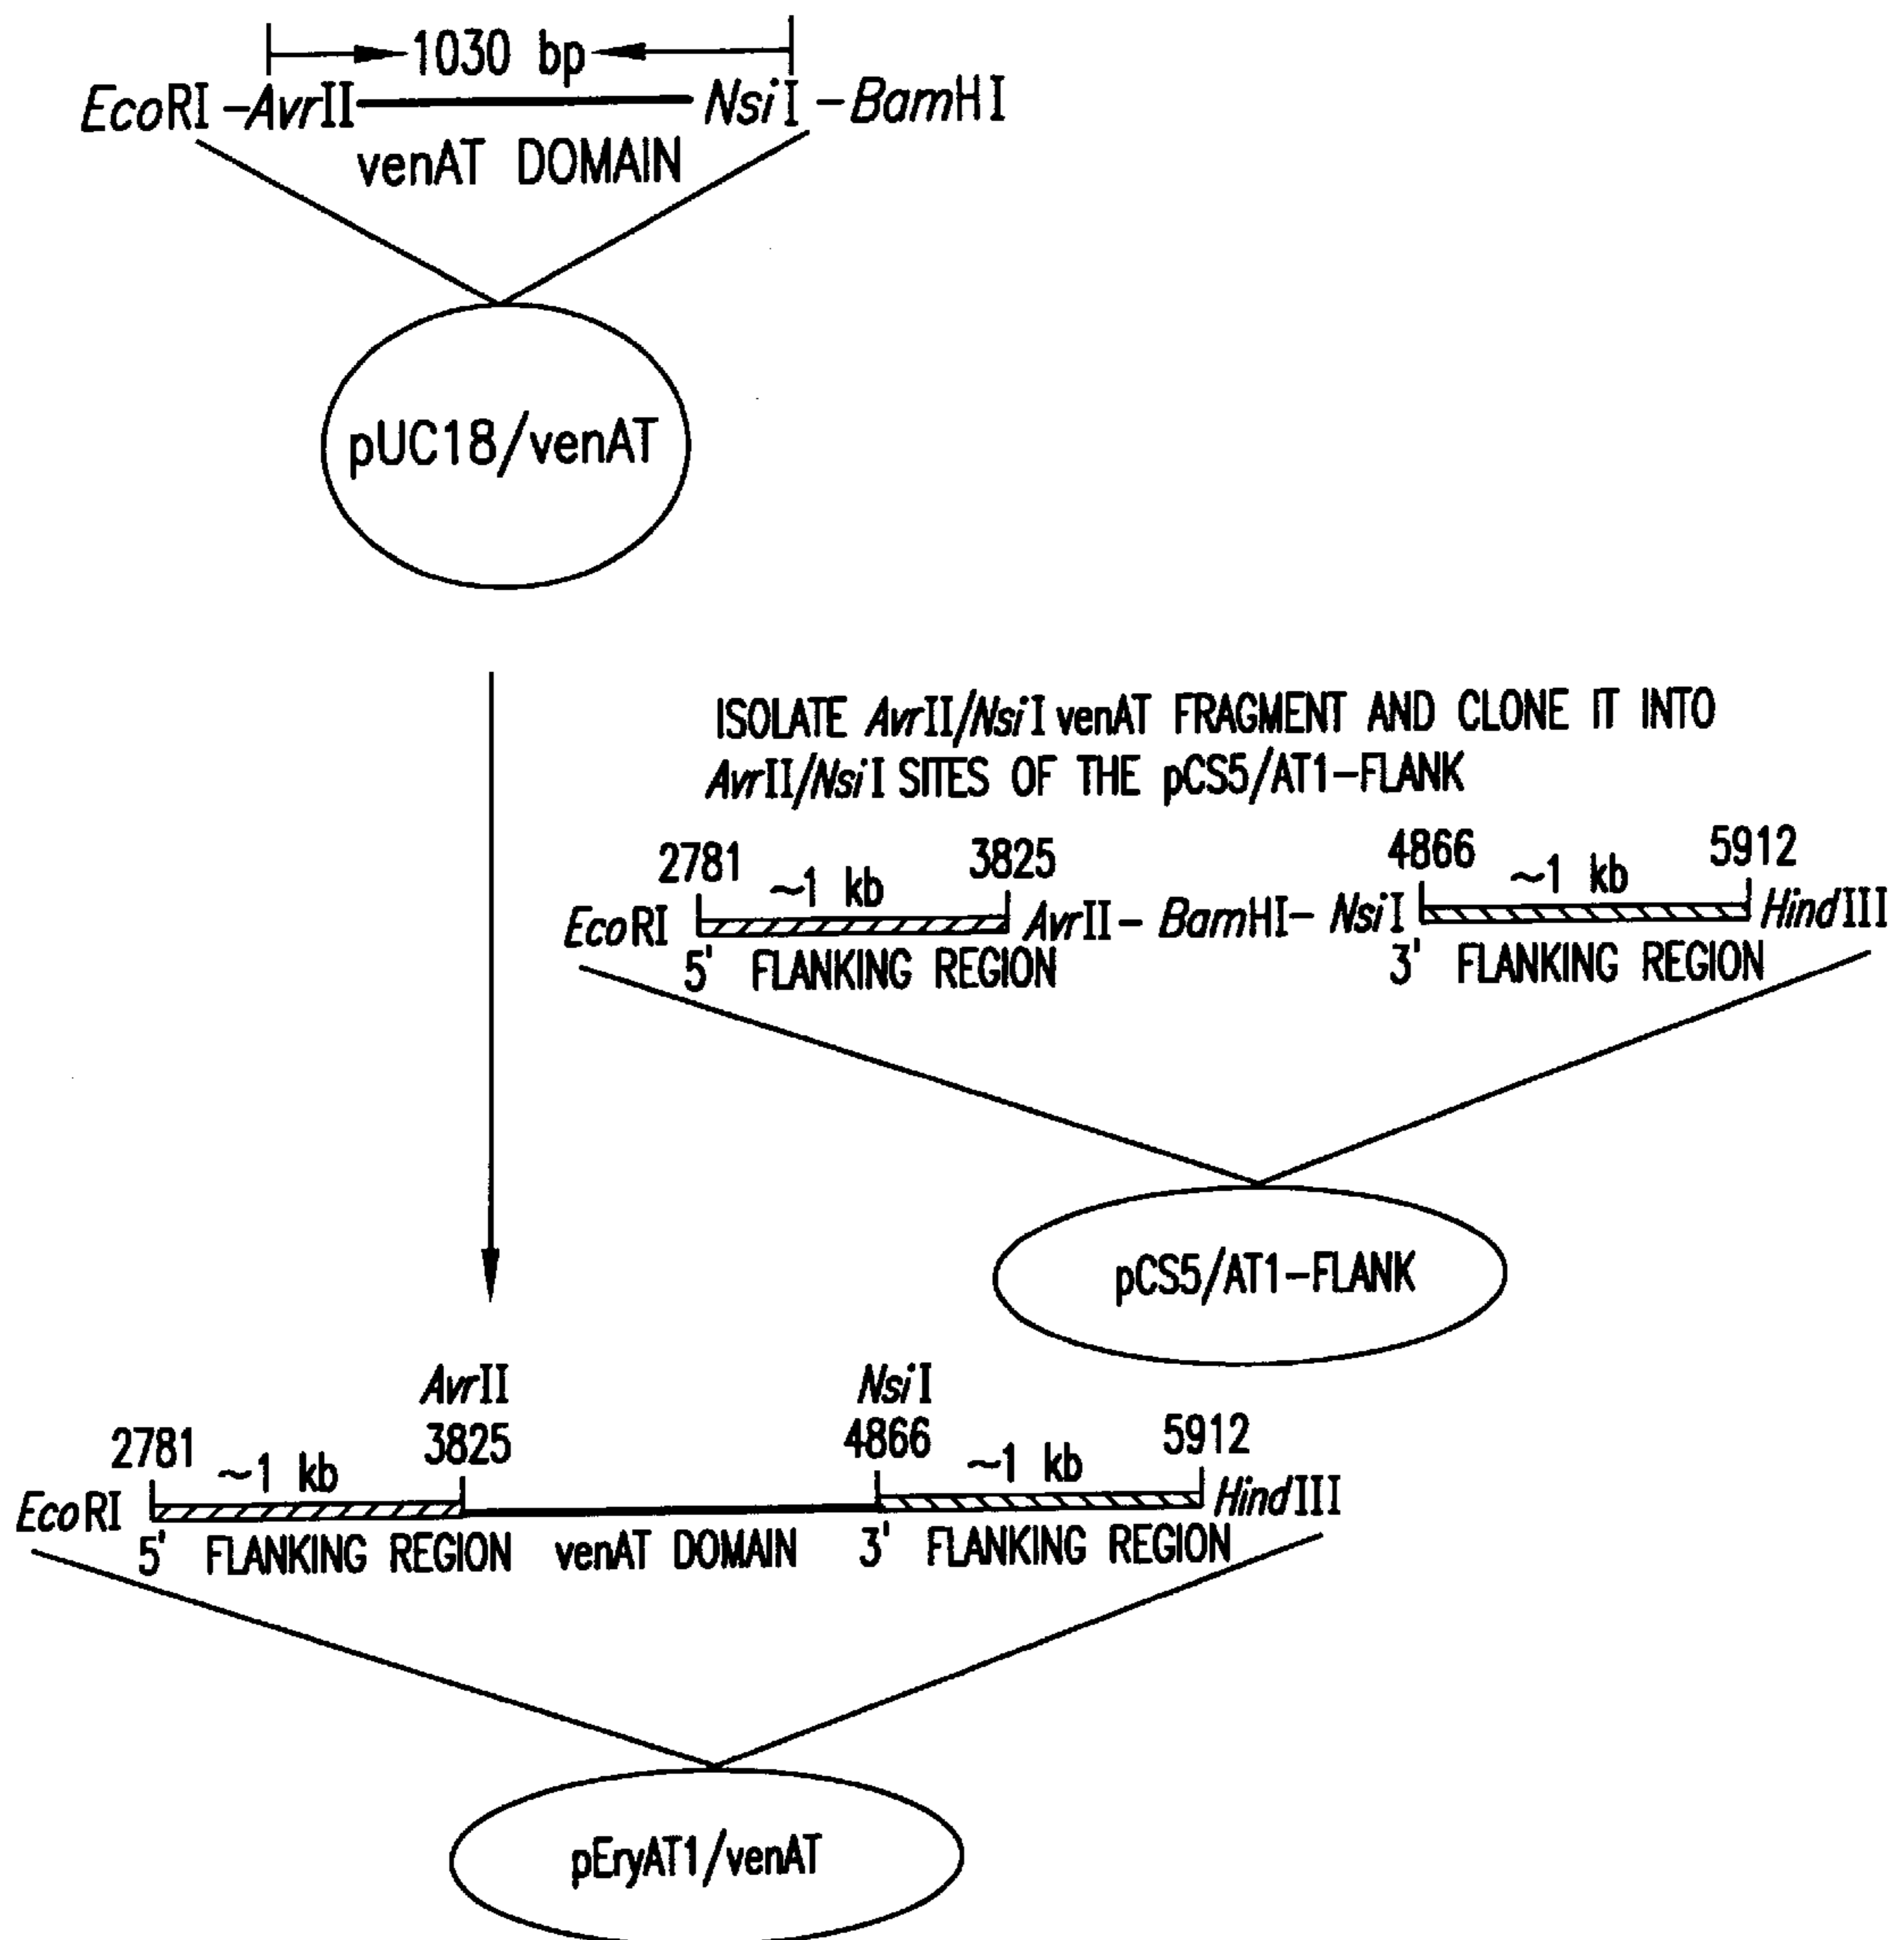 1030 bp
EcoRI -AvrII NsiI -BamHI
venAT DOMAIN
pUC18/venAT
ISOLATE AvrII/NsiI venAT FRAGMENT AND CLONE IT INTO
AvrII/NsiI SITES OF THE pCS5/AT1-FLANK
2781 ~1 kb 3825 4866 ~1 kb 5912
EcoRI AvrII- BamHI- NsiI HindIII
5' FLANKING REGION 3' FLANKING REGION
pCS5/AT1-FLANK
AvrII NsiI
2781 ~1 kb 3825 4866 ~1 kb 5912
EcoRI HindIII
5' FLANKING REGION venAT DOMAIN 3' FLANKING REGION
pEryAT1/venAT